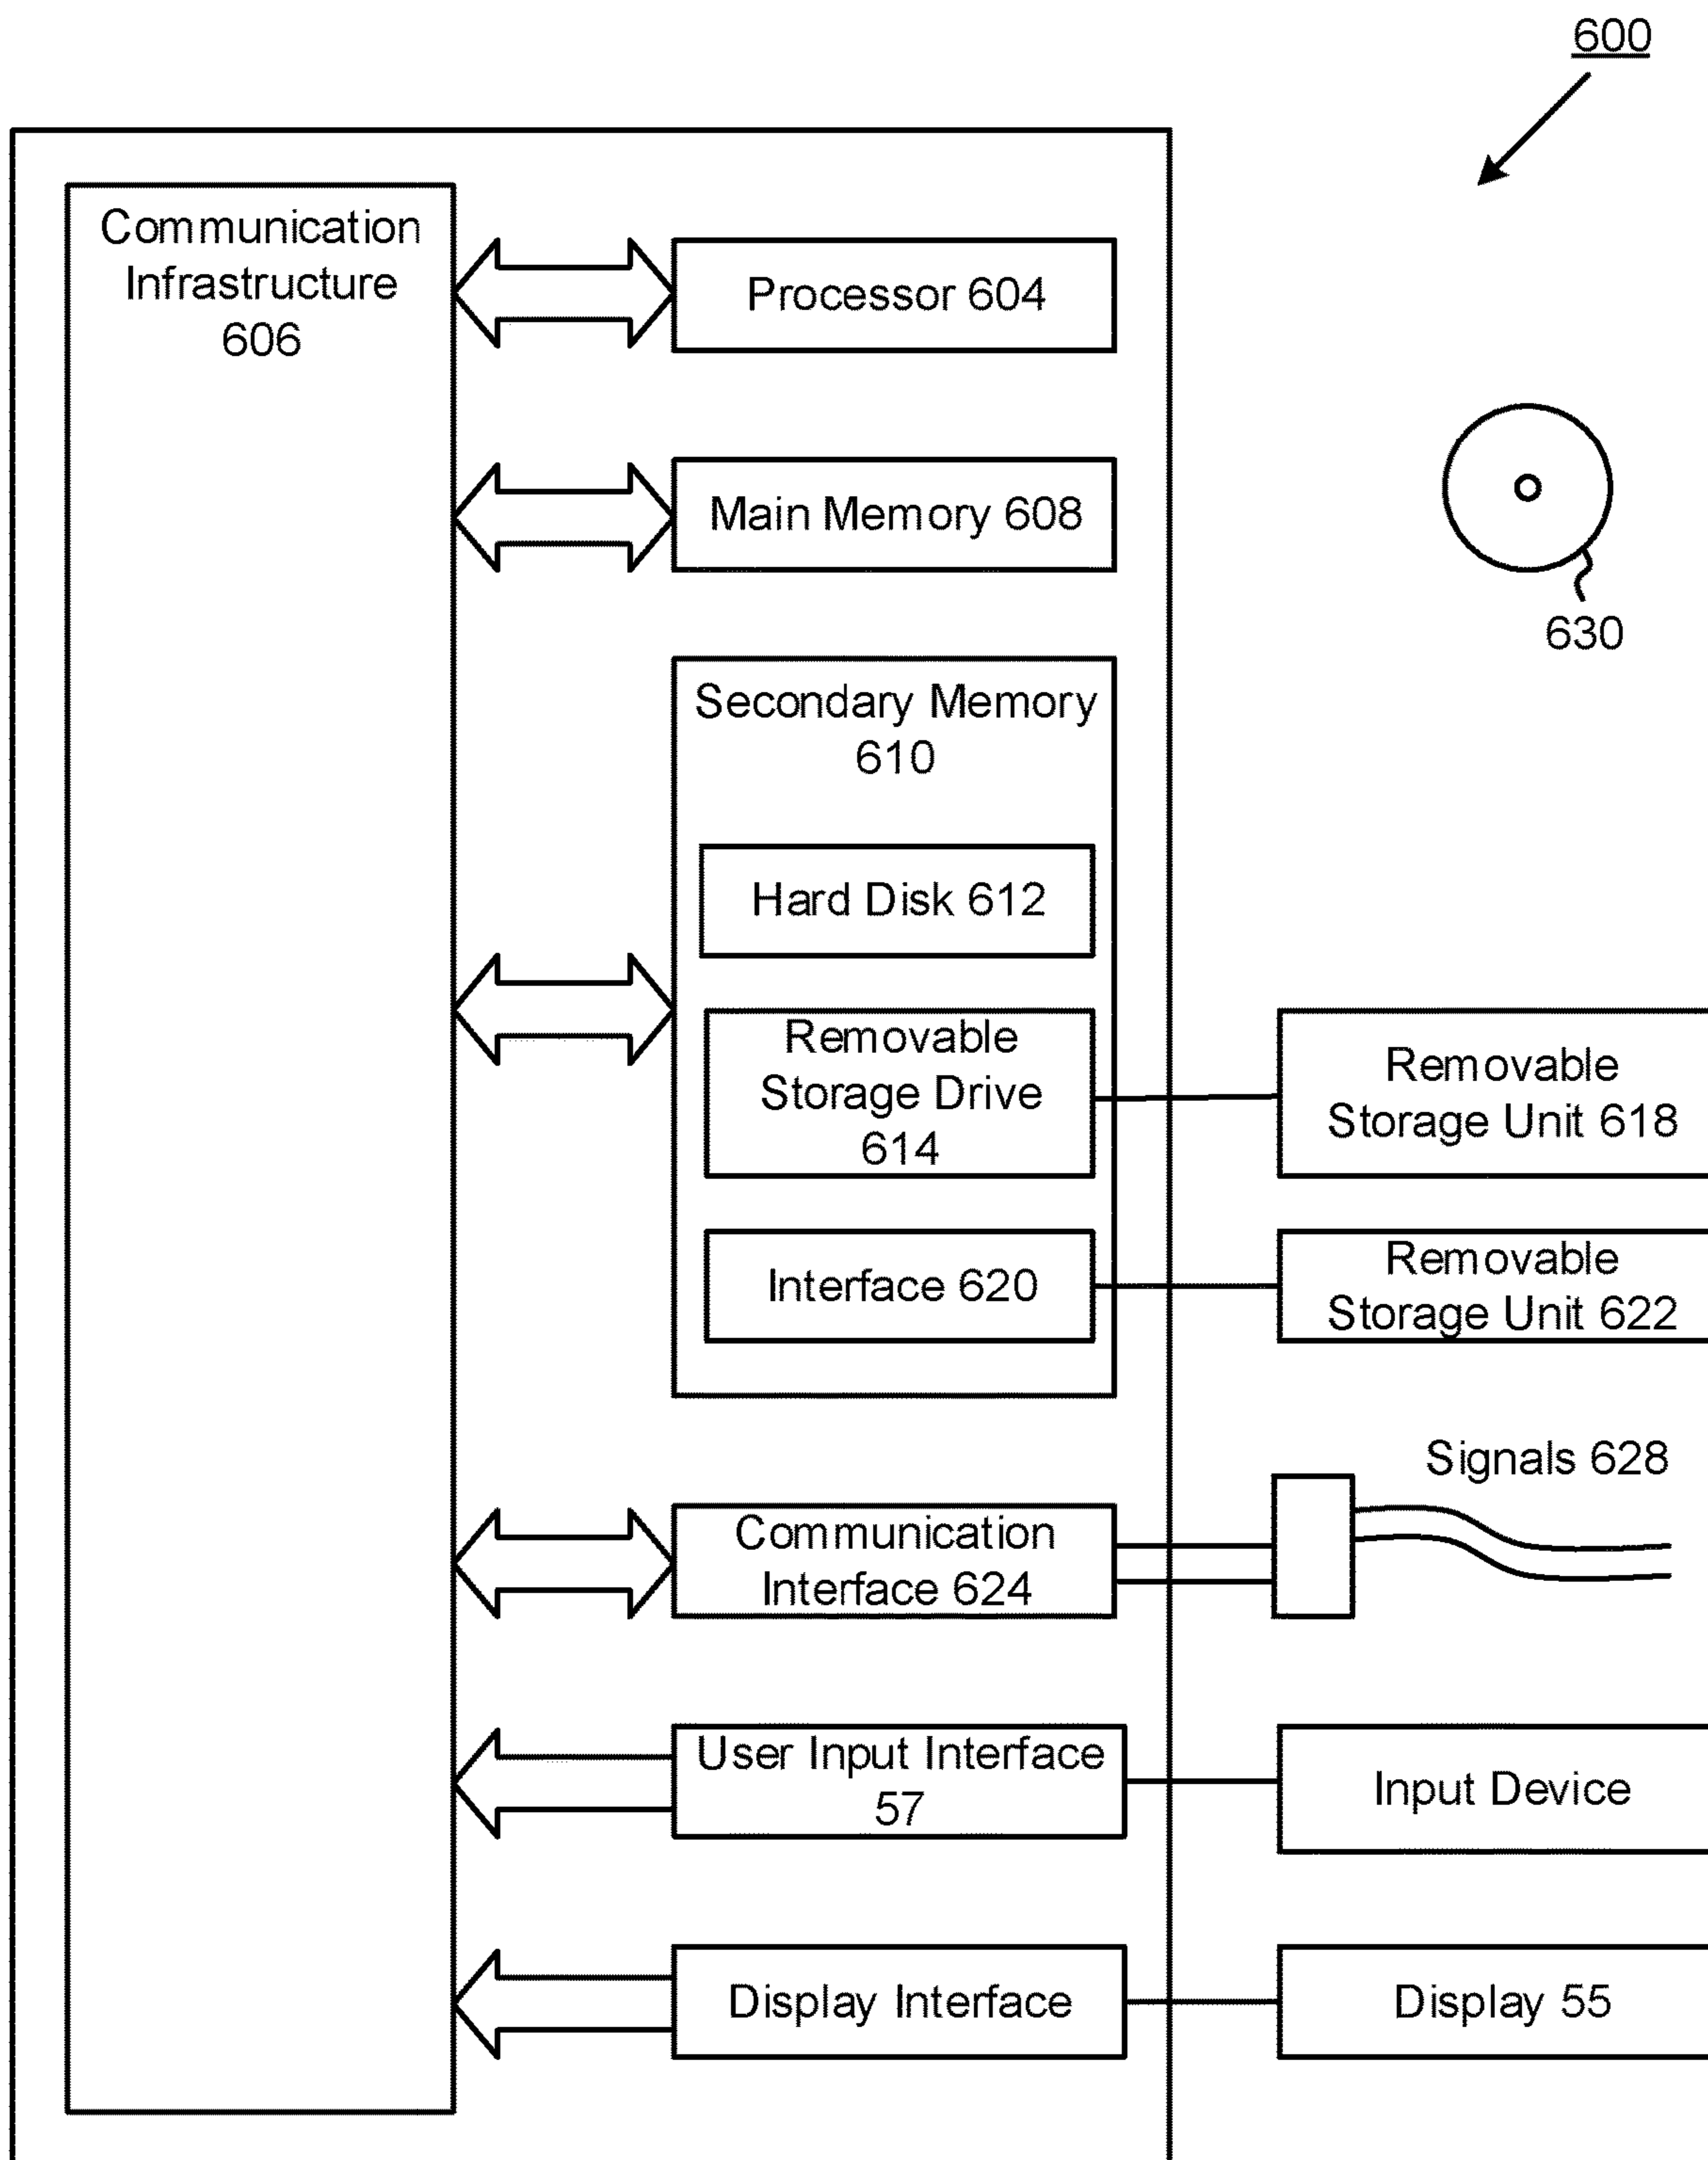 600
Communication
Infrastructure
606
Processor 604
Main Memory 608
630
Secondary Memory
610
Hard Disk 612
Removable
Storage Drive
614
Removable
Storage Unit 618
Interface 620
Removable
Storage Unit 622
Signals 628
Communication
Interface 624
User Input Interface
57
Input Device
Display Interface
Display 55